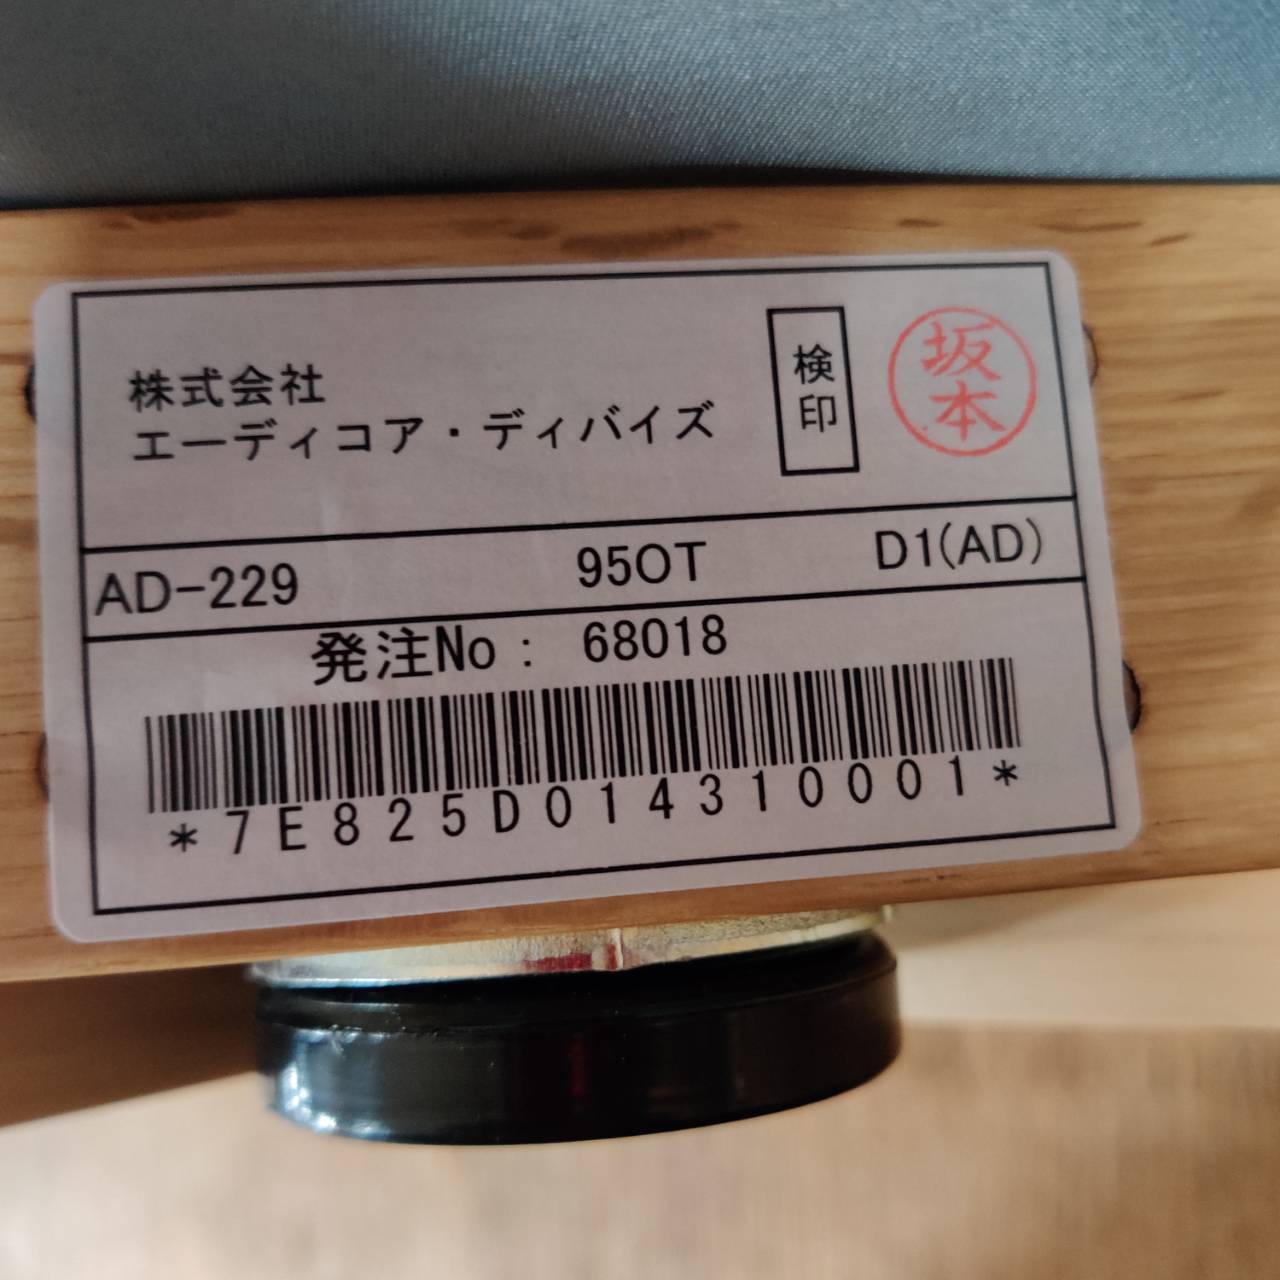 株式会社
エーディコア・ディバイズ
検印
坂本
AD-229 95OT D1(AD)
発注No： 68018
*7E825D014310001*